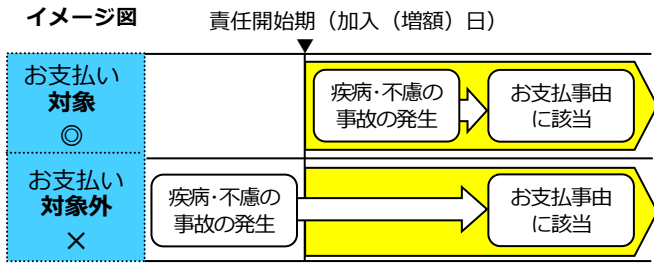 イメージ図
責任開始期（加入（増額）日）
お支払い
対象
◎
疾病・不慮の
事故の発生
お支払事由
に該当
お支払い
対象外
×
疾病・不慮の
事故の発生
お支払事由
に該当